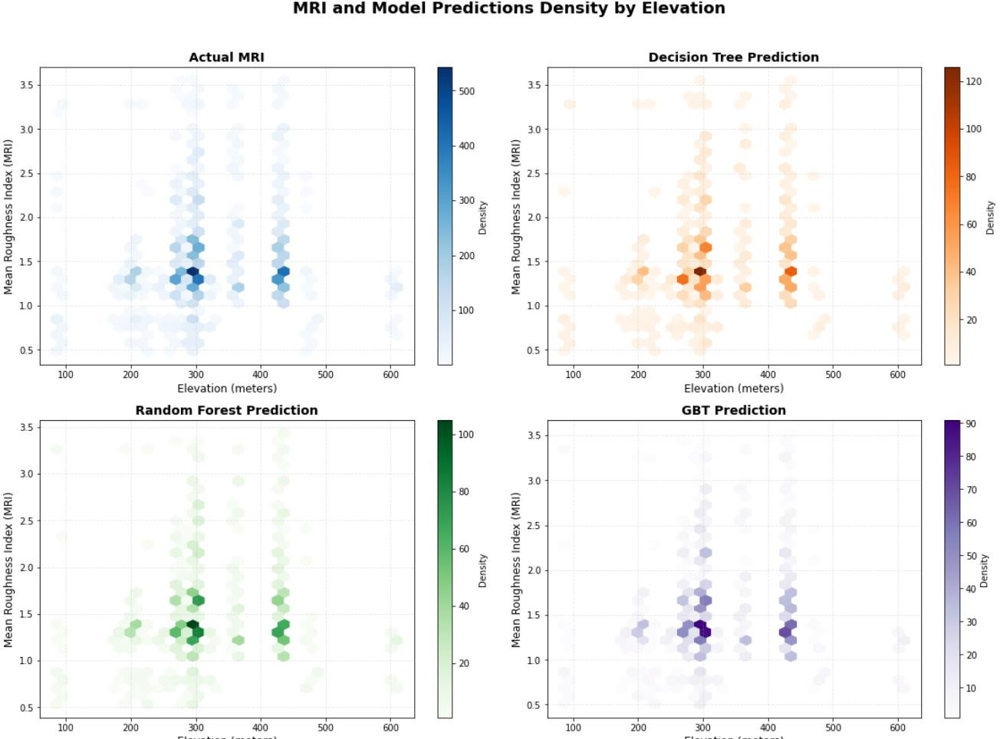 MRI and Model Predictions Density by Elevation
Actual MRI
Mean Roughness Index (MRI)
3.5
3.0
2.5
2.0
1.5
1.0
0.5
100 200 300 400 500 600
Elevation (meters)
500
400
300
200
100
Density
Decision Tree Prediction
Mean Roughness Index (MRI)
3.5
3.0
2.5
2.0
1.5
1.0
0.5
100 200 300 400 500 600
Elevation (meters)
120
100
80
60
40
20
Density
Random Forest Prediction
Mean Roughness Index (MRI)
3.5
3.0
2.5
2.0
1.5
1.0
0.5
100 200 300 400 500 600
Elevation (meters)
100
80
60
40
20
Density
GBT Prediction
Mean Roughness Index (MRI)
3.5
3.0
2.5
2.0
1.5
1.0
0.5
100 200 300 400 500 600
Elevation (meters)
90
80
70
60
50
40
30
20
10
Density